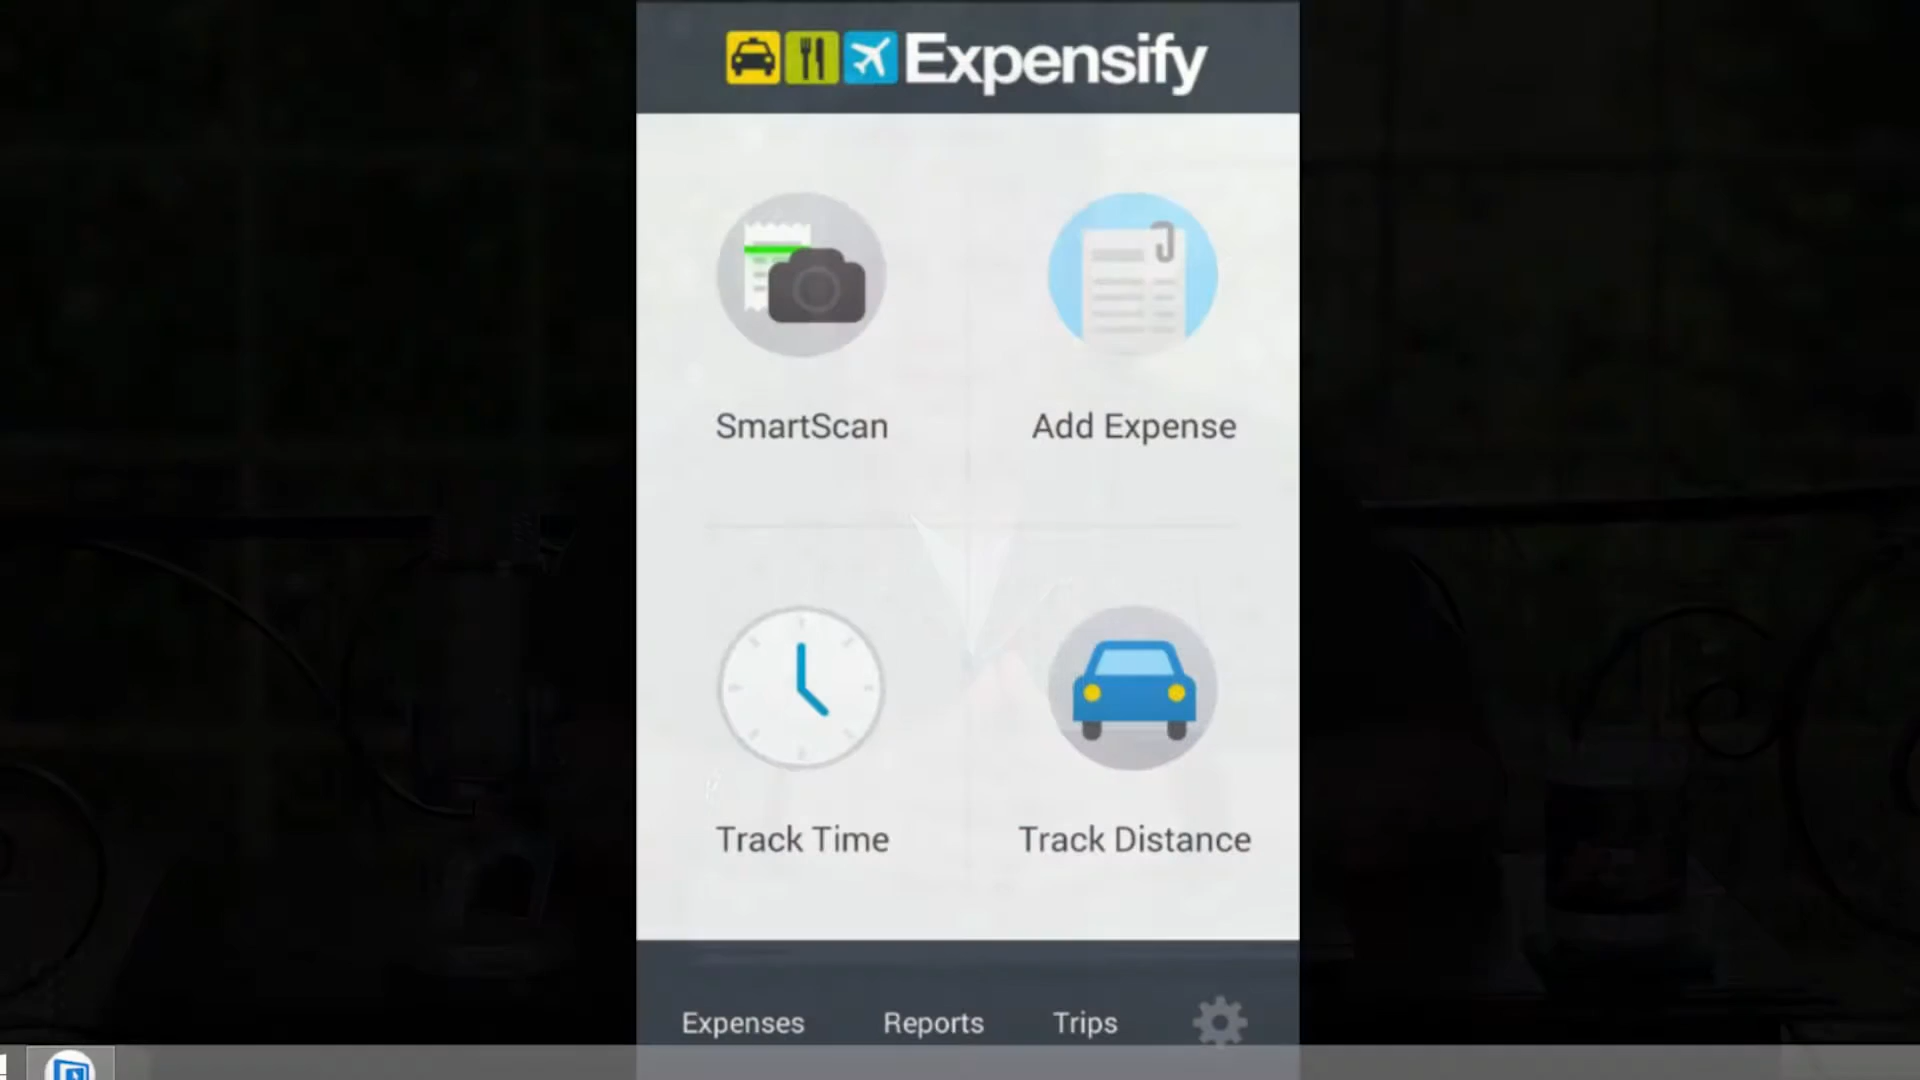 Expensify
SmartScan
Add Expense
Track Time
Track Distance
Expenses
Reports
Trips